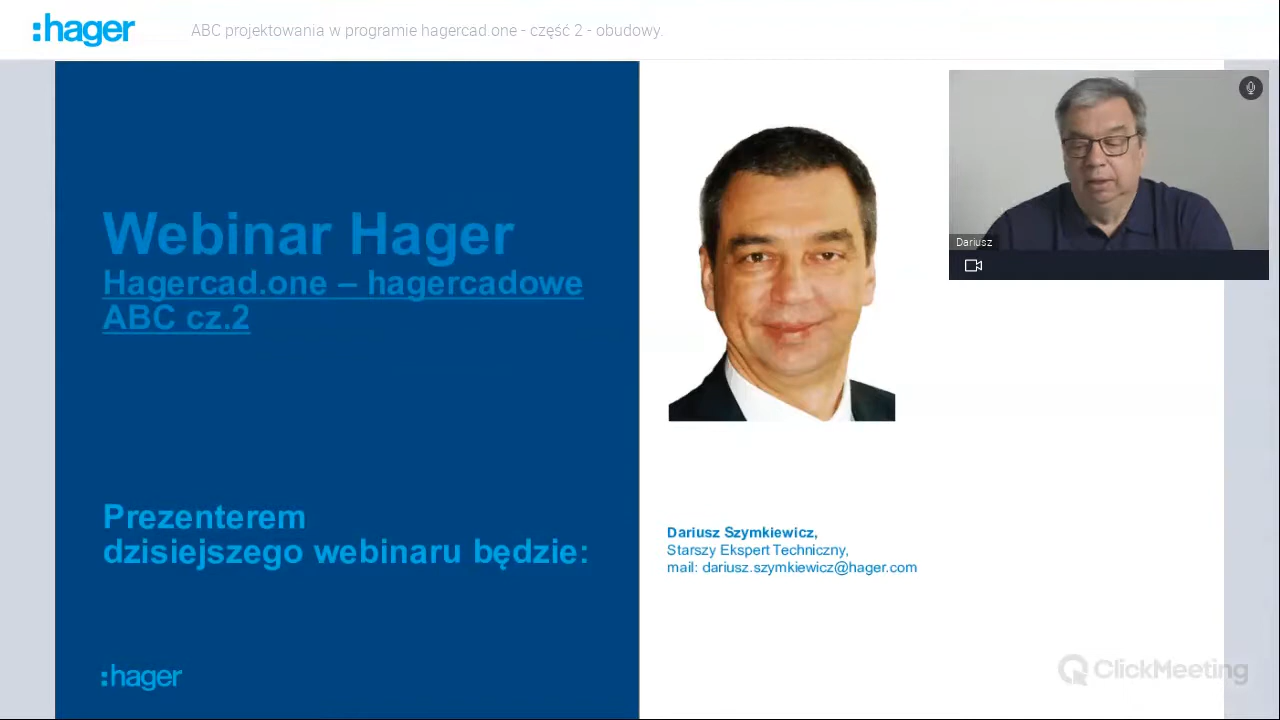 :hager
ABC projektowania w programie hagercad.one - część 2 - obudowy.
Webinar Hager
Hagercad.one – hagercadowe
ABC cz.2
Prezenterem
dzisiejszego webinaru będzie:
:hager
Dariusz
Dariusz Szymkiewicz,
Starszy Ekspert Techniczny,
mail: dariusz.szymkiewicz@hager.com
ClickMeeting